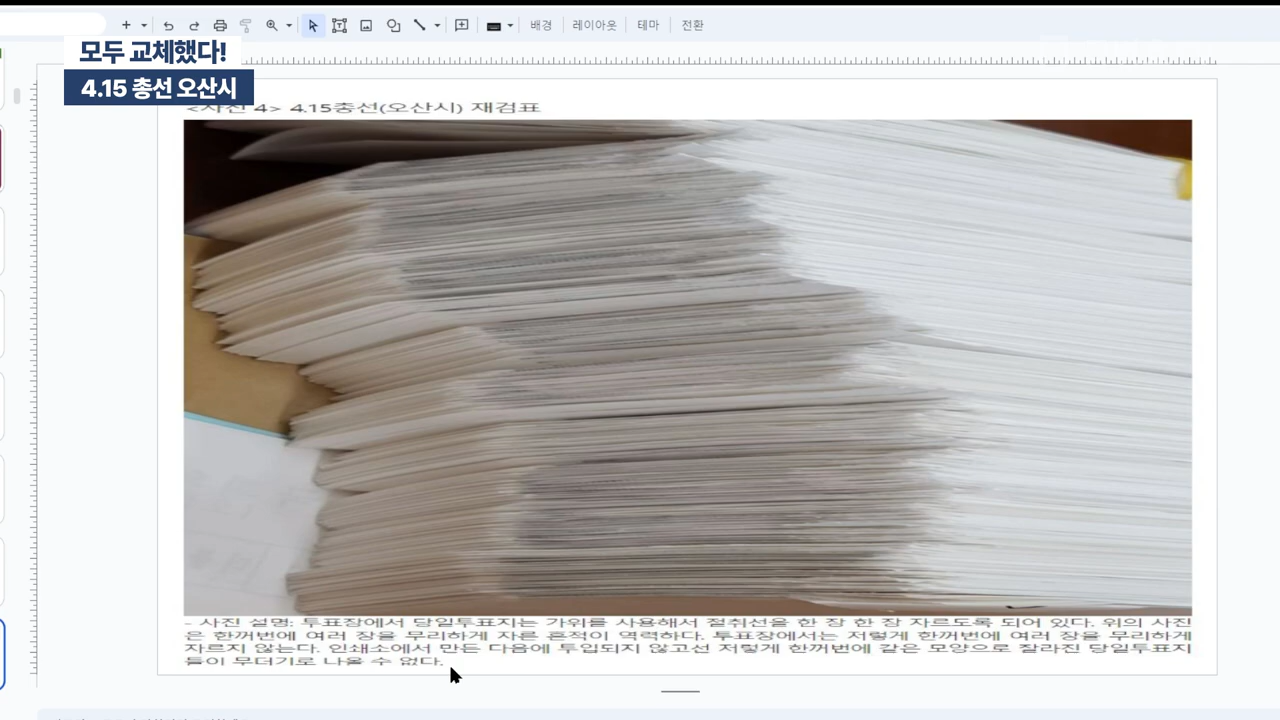 배경
레이아웃
테마
전환
모두 교체했다!
4.15 총선 오산시
<사진 4> 4.15총선(오산시) 재검표
- 사진 설명: 투표장에서 당일투표지는 가위를 사용해서 절취선을 한 장 한 장 자르도록 되어 있다. 위의 사진
은 한꺼번에 여러 장을 무리하게 자른 흔적이 역력하다. 투표장에서는 저렇게 한꺼번에 여러 장을 무리하게
자르지 않는다. 인쇄소에서 만든 다음에 투입되지 않고선 저렇게 한꺼번에 같은 모양으로 잘라진 당일투표지
들이 무더기로 나올 수 없다.